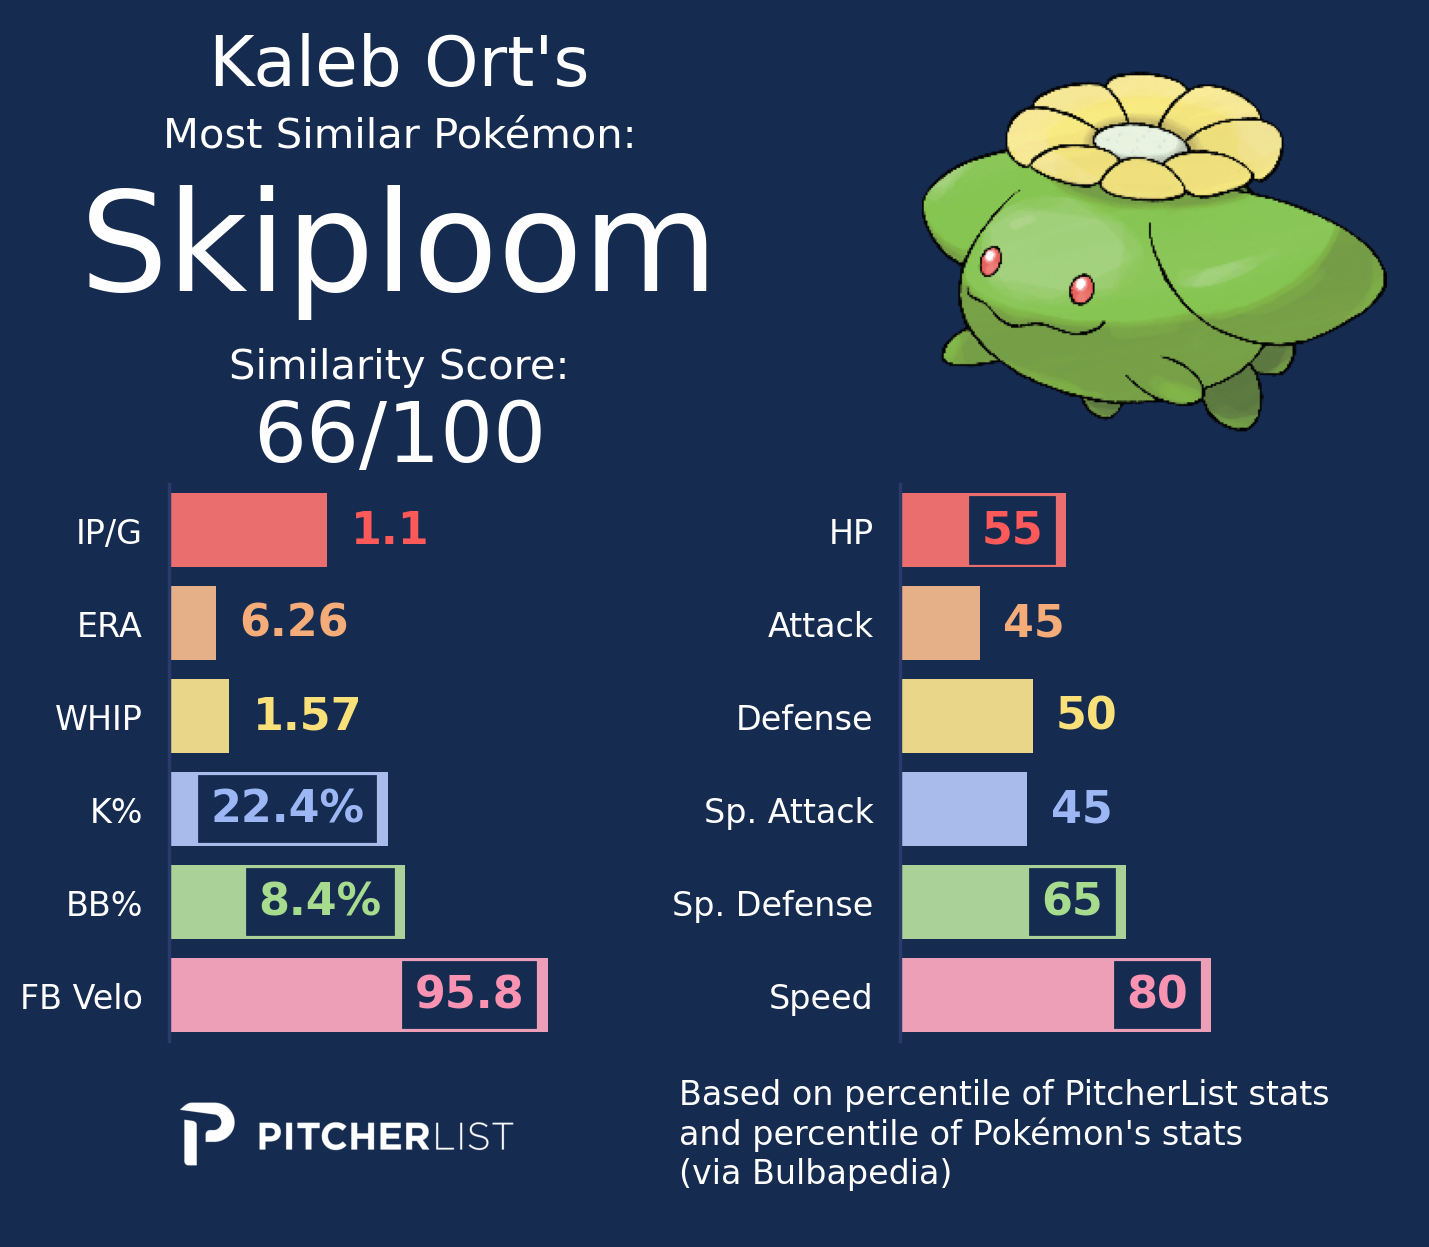 Kaleb Ort's
Most Similar Pokémon:
Skiploom
Similarity Score:
66/100
IP/G 1.1
ERA 6.26
WHIP 1.57
K% 22.4%
BB% 8.4%
FB Velo 95.8
HP 55
Attack 45
Defense 50
Sp. Attack 45
Sp. Defense 65
Speed 80
PITCHERLIST
Based on percentile of PitcherList stats
and percentile of Pokémon's stats
(via Bulbapedia)